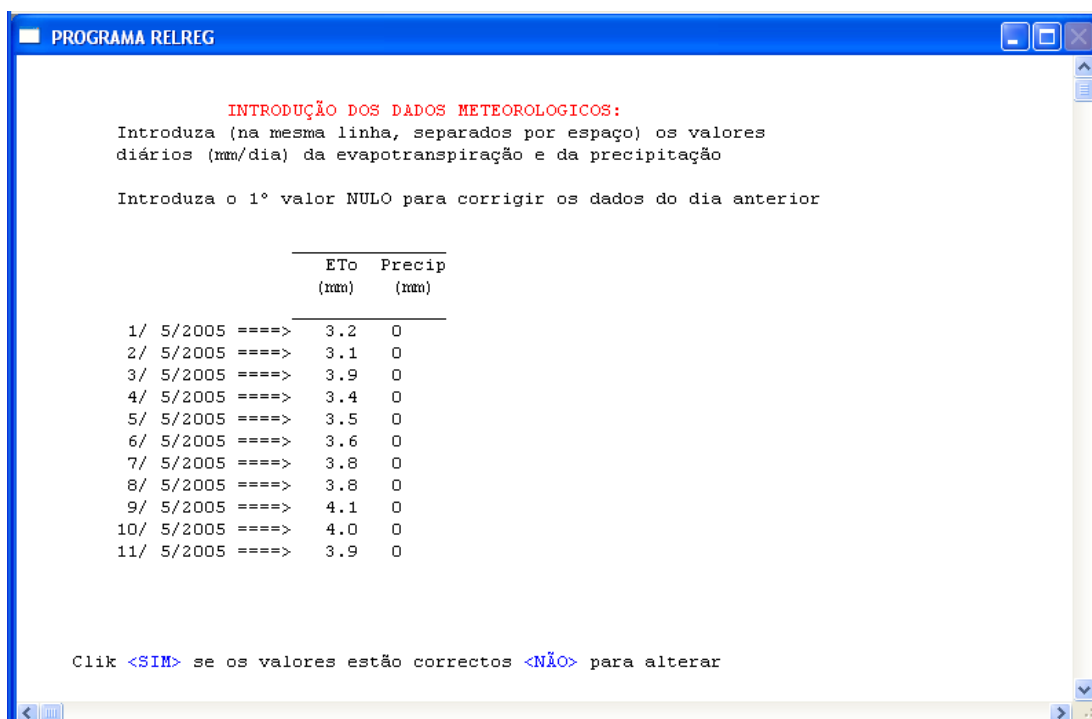 PROGRAMA RELREG
INTRODUÇÃO DOS DADOS METEOROLOGICOS:
Introduza (na mesma linha, separados por espaço) os valores
diários (mm/dia) da evapotranspiração e da precipitação
Introduza o 1º valor NULO para corrigir os dados do dia anterior
ETo Precip
(mm) (mm)
1/ 5/2005 ====> 3.2 0
2/ 5/2005 ====> 3.1 0
3/ 5/2005 ====> 3.9 0
4/ 5/2005 ====> 3.4 0
5/ 5/2005 ====> 3.5 0
6/ 5/2005 ====> 3.6 0
7/ 5/2005 ====> 3.8 0
8/ 5/2005 ====> 3.8 0
9/ 5/2005 ====> 4.1 0
10/ 5/2005 ====> 4.0 0
11/ 5/2005 ====> 3.9 0
Clik <SIM> se os valores estão correctos <NÃO> para alterar